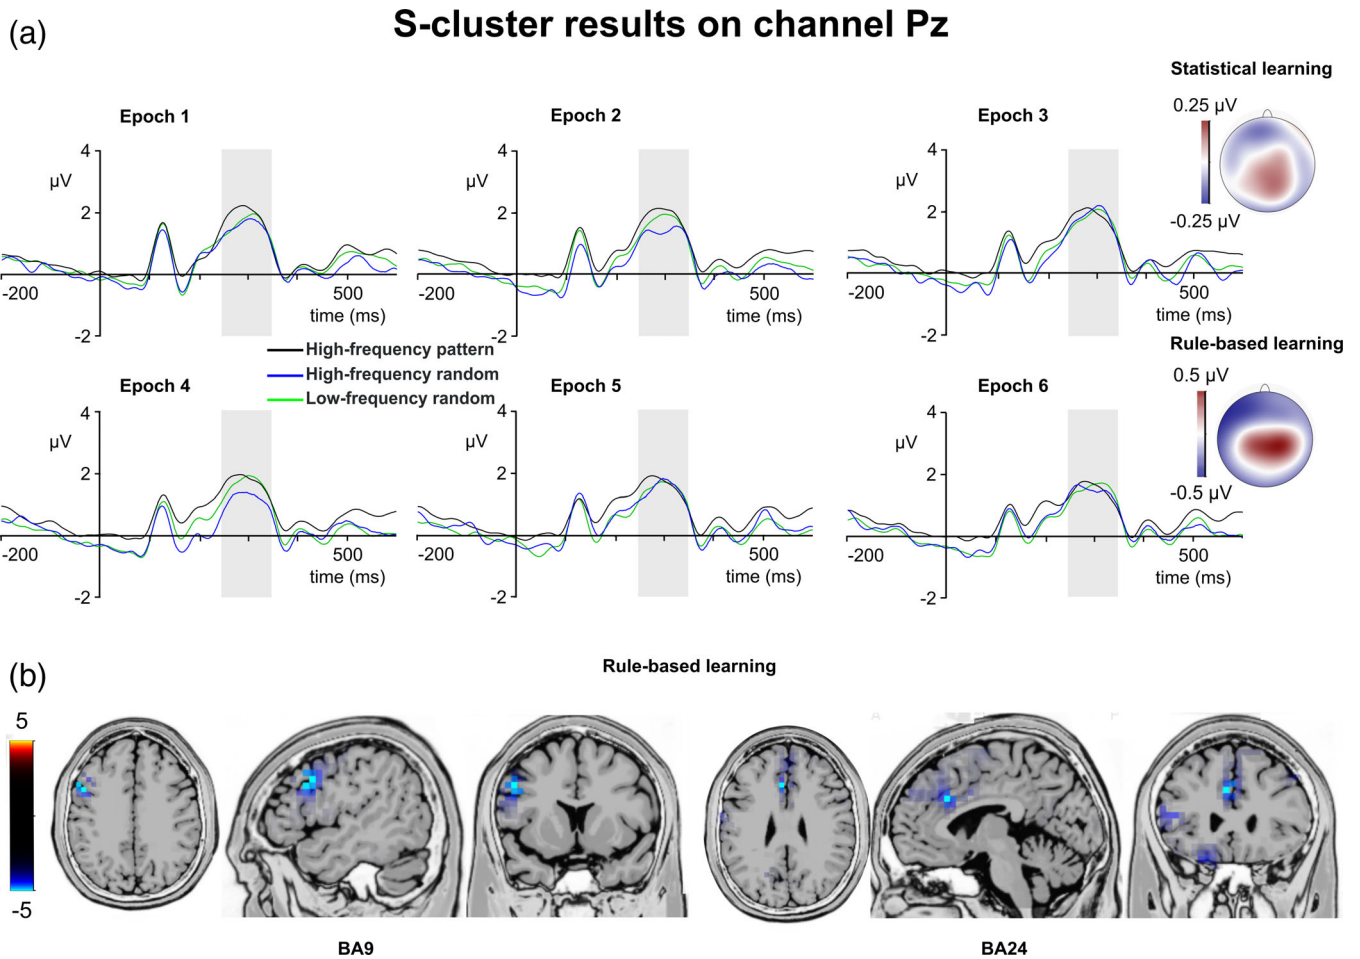 (a)
S-cluster results on channel Pz
Statistical learning
0.25 µV
-0.25 µV
Epoch 1
4
µV
2
-200
500
time (ms)
-2
Epoch 2
4
µV
2
-200
500
time (ms)
-2
Epoch 3
4
µV
2
-200
500
time (ms)
-2
High-frequency pattern
High-frequency random
Low-frequency random
Rule-based learning
0.5 µV
-0.5 µV
Epoch 4
4
µV
2
-200
500
time (ms)
-2
Epoch 5
4
µV
2
-200
500
time (ms)
-2
Epoch 6
4
µV
2
-200
500
time (ms)
-2
(b)
Rule-based learning
5
-5
A
P
BA9
BA24